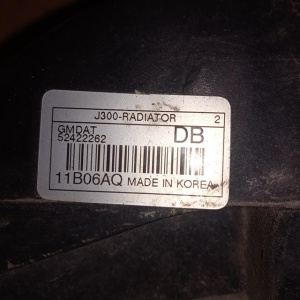 J300-RADIATOR 2
GMDAT DB
52422262
11B06AQ MADE IN KOREA